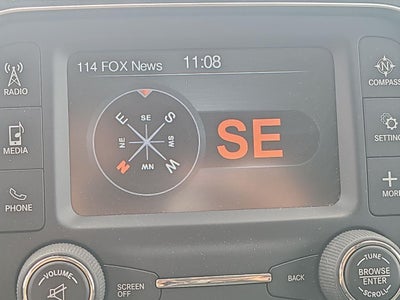 114 FOX News 11:08
RADIO
MEDIA
PHONE
SE
E S
NE SW
N W
NW
SE
N
COMPASS
SETTING
+
MORE
VOLUME
SCREEN
OFF
BACK
TUNE
BROWSE
ENTER
SCROLL